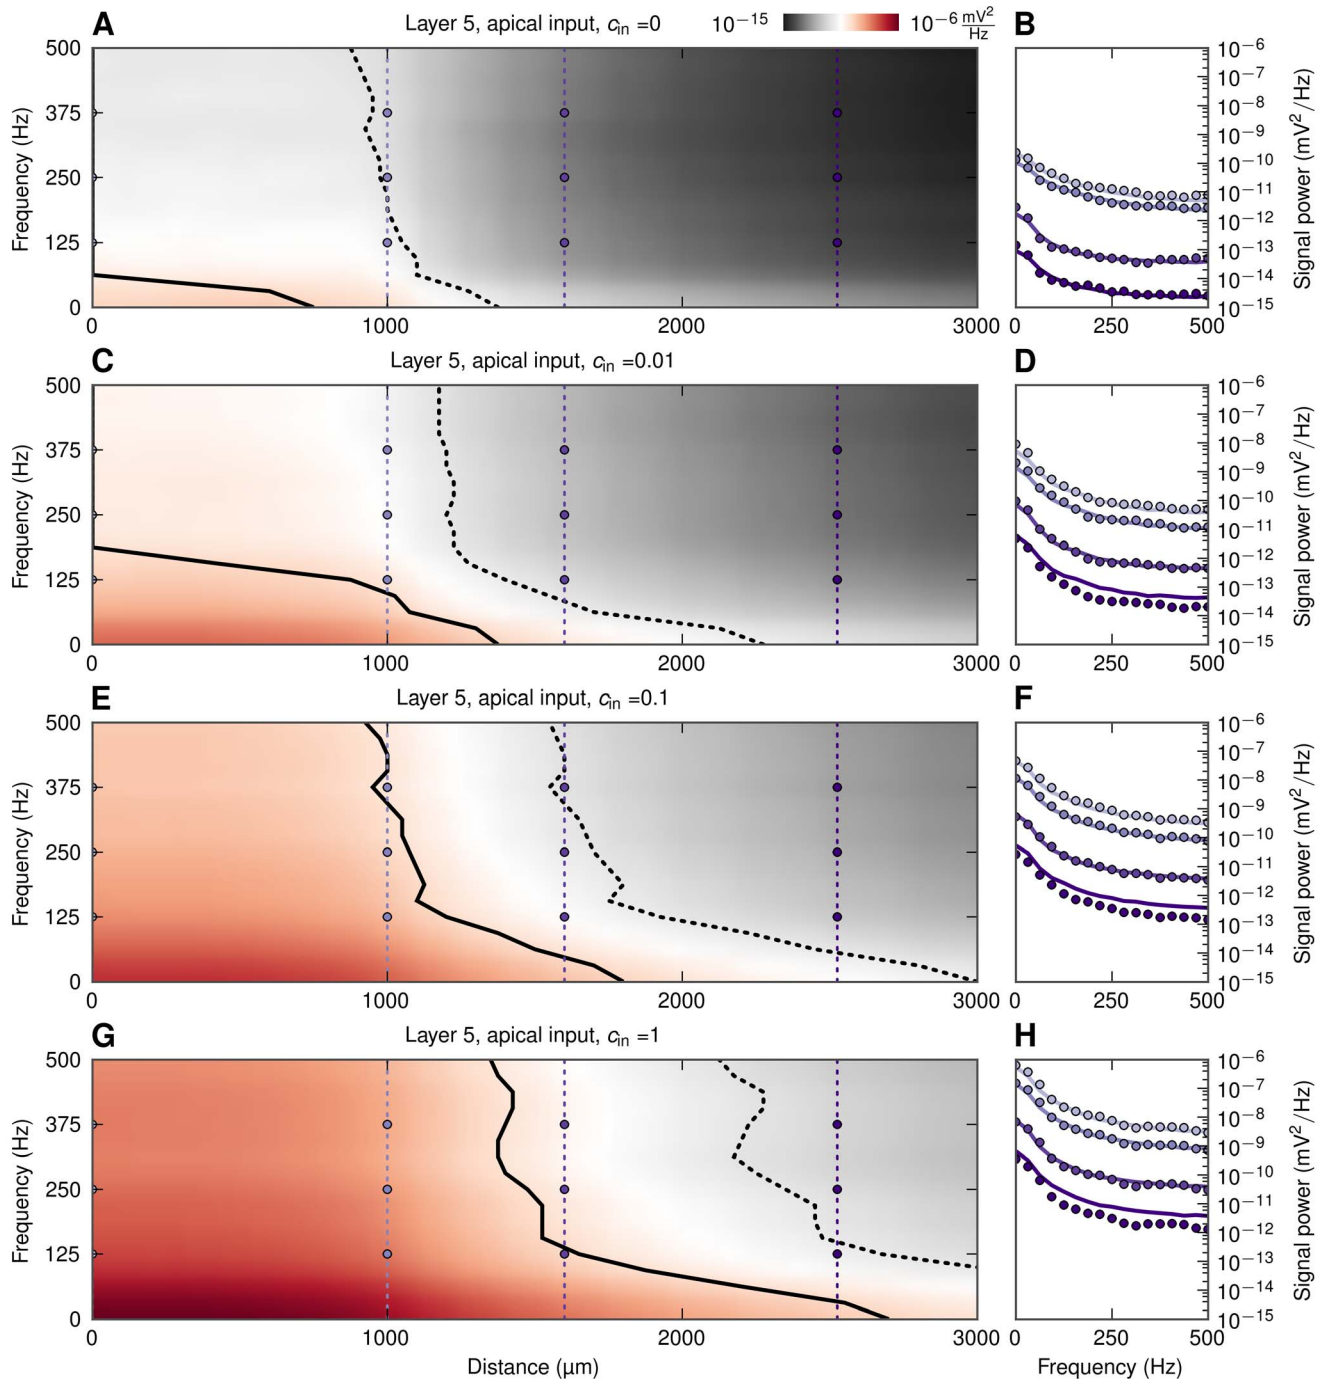 A Layer 5, apical input, c_in =0 10⁻¹⁵ 10⁻⁶ mV²/Hz B
500
375
250
125
0
Frequency (Hz)
0 1000 2000 3000
10⁻⁶
10⁻⁷
10⁻⁸
10⁻⁹
10⁻¹⁰
10⁻¹¹
10⁻¹²
10⁻¹³
10⁻¹⁴
10⁻¹⁵
Signal power (mV²/Hz)
0 250 500
C Layer 5, apical input, c_in =0.01 D
500
375
250
125
0
Frequency (Hz)
0 1000 2000 3000
10⁻⁶
10⁻⁷
10⁻⁸
10⁻⁹
10⁻¹⁰
10⁻¹¹
10⁻¹²
10⁻¹³
10⁻¹⁴
10⁻¹⁵
Signal power (mV²/Hz)
0 250 500
E Layer 5, apical input, c_in =0.1 F
500
375
250
125
0
Frequency (Hz)
0 1000 2000 3000
10⁻⁶
10⁻⁷
10⁻⁸
10⁻⁹
10⁻¹⁰
10⁻¹¹
10⁻¹²
10⁻¹³
10⁻¹⁴
10⁻¹⁵
Signal power (mV²/Hz)
0 250 500
G Layer 5, apical input, c_in =1 H
500
375
250
125
0
Frequency (Hz)
0 1000 2000 3000
Distance (µm)
10⁻⁶
10⁻⁷
10⁻⁸
10⁻⁹
10⁻¹⁰
10⁻¹¹
10⁻¹²
10⁻¹³
10⁻¹⁴
10⁻¹⁵
Signal power (mV²/Hz)
0 250 500
Frequency (Hz)